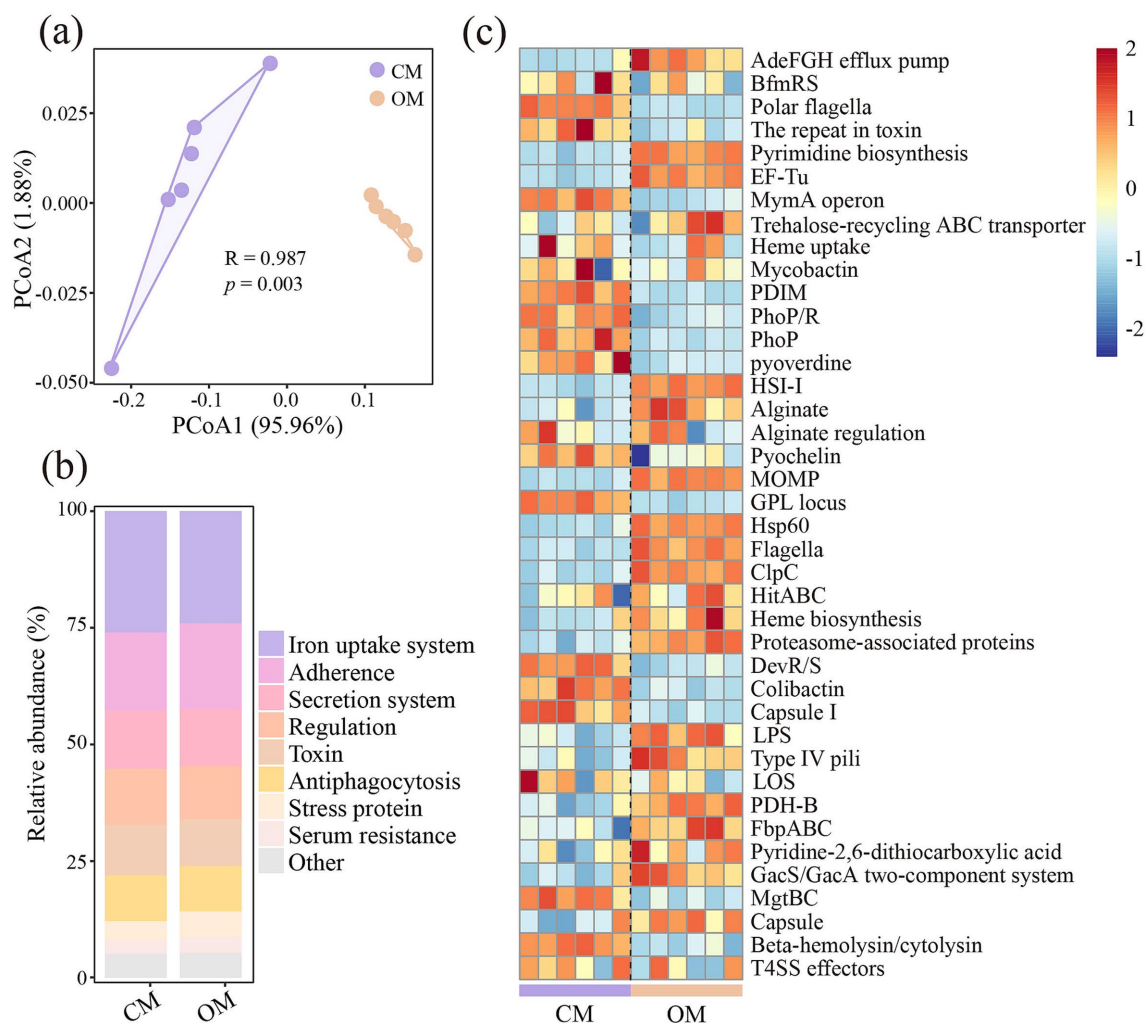 (a)
CM
OM
0.025
0.000
-0.025
-0.050
PCoA2 (1.88%)
R = 0.987
p = 0.003
-0.2
-0.1
0.0
0.1
PCoA1 (95.96%)
(b)
100
75
50
25
0
Relative abundance (%)
CM
OM
Iron uptake system
Adherence
Secretion system
Regulation
Toxin
Antiphagocytosis
Stress protein
Serum resistance
Other
(c)
AdeFGH efflux pump
BfmRS
Polar flagella
The repeat in toxin
Pyrimidine biosynthesis
EF-Tu
MymA operon
Trehalose-recycling ABC transporter
Heme uptake
Mycobactin
PDIM
PhoP/R
PhoP
pyoverdine
HSI-I
Alginate
Alginate regulation
Pyochelin
MOMP
GPL locus
Hsp60
Flagella
ClpC
HitABC
Heme biosynthesis
Proteasome-associated proteins
DevR/S
Colibactin
Capsule I
LPS
Type IV pili
LOS
PDH-B
FbpABC
Pyridine-2,6-dithiocarboxylic acid
GacS/GacA two-component system
MgtBC
Capsule
Beta-hemolysin/cytolysin
T4SS effectors
CM
OM
2
1
0
-1
-2